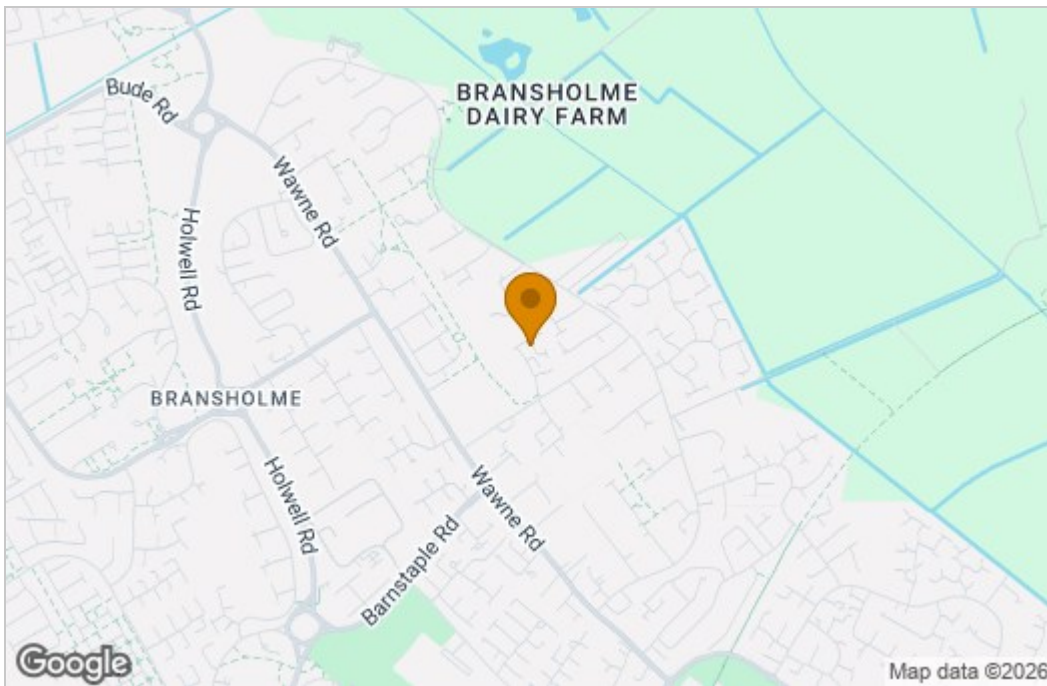 BRANSHOLME
DAIRY FARM
Bude Rd
Wawne Rd
Holwell Rd
BRANSHOLME
Holwell Rd
Wawne Rd
Barnstaple Rd
Google
Map data ©2026